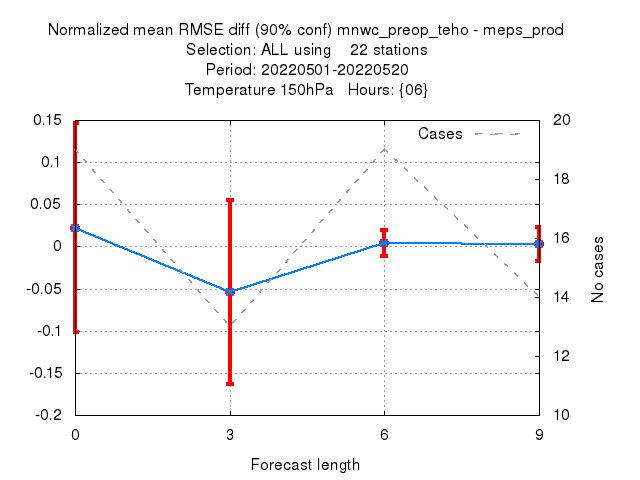 Normalized mean RMSE diff (90% conf) mnwc_preop_teho - meps_prod
Selection: ALL using    22 stations
Period: 20220501-20220520
Temperature 150hPa   Hours: {06}
Cases
0.15
0.1
0.05
0
-0.05
-0.1
-0.15
-0.2
20
18
16
14
12
10
No cases
0
3
6
9
Forecast length